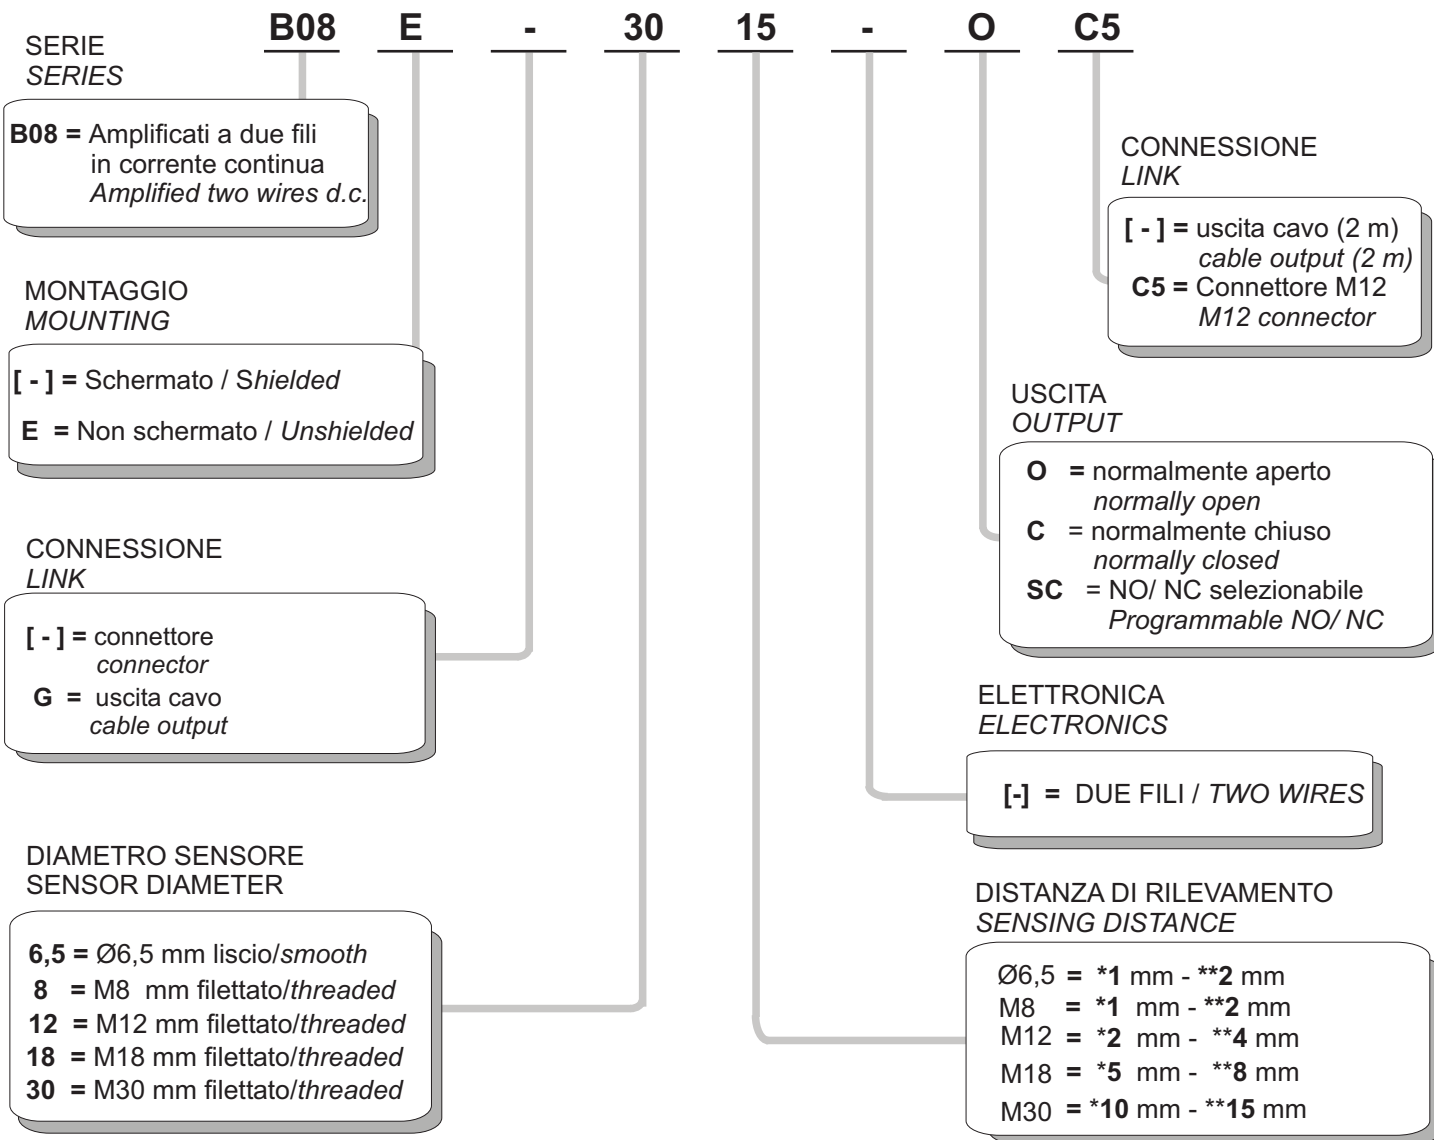 B08 E - 30 15 - O C5
SERIE
SERIES
B08 = Amplificati a due fili
in corrente continua
Amplified two wires d.c.
MONTAGGIO
MOUNTING
[ - ] = Schermato / Shielded
E = Non schermato / Unshielded
CONNESSIONE
LINK
[ - ] = connettore
connector
G = uscita cavo
cable output
DIAMETRO SENSORE
SENSOR DIAMETER
6,5 = Ø6,5 mm liscio/smooth
8 = M8 mm filettato/threaded
12 = M12 mm filettato/threaded
18 = M18 mm filettato/threaded
30 = M30 mm filettato/threaded
CONNESSIONE
LINK
[ - ] = uscita cavo (2 m)
cable output (2 m)
C5 = Connettore M12
M12 connector
USCITA
OUTPUT
O = normalmente aperto
normally open
C = normalmente chiuso
normally closed
SC = NO/ NC selezionabile
Programmable NO/ NC
ELETTRONICA
ELECTRONICS
[-] = DUE FILI / TWO WIRES
DISTANZA DI RILEVAMENTO
SENSING DISTANCE
Ø6,5 = *1 mm - **2 mm
M8 = *1 mm - **2 mm
M12 = *2 mm - **4 mm
M18 = *5 mm - **8 mm
M30 = *10 mm - **15 mm